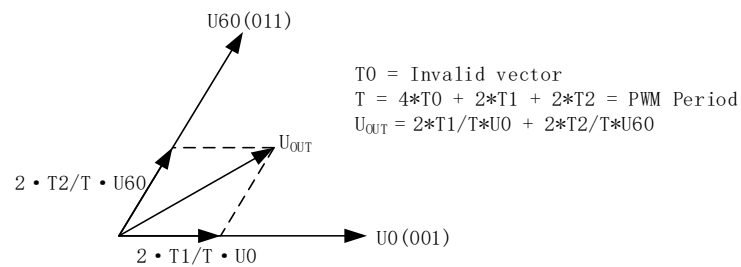 U60(011)
T0 = Invalid vector
T = 4*T0 + 2*T1 + 2*T2 = PWM Period
UOUT = 2*T1/T*U0 + 2*T2/T*U60
UOUT
2・T2/T・U60
U0(001)
2・T1/T・U0